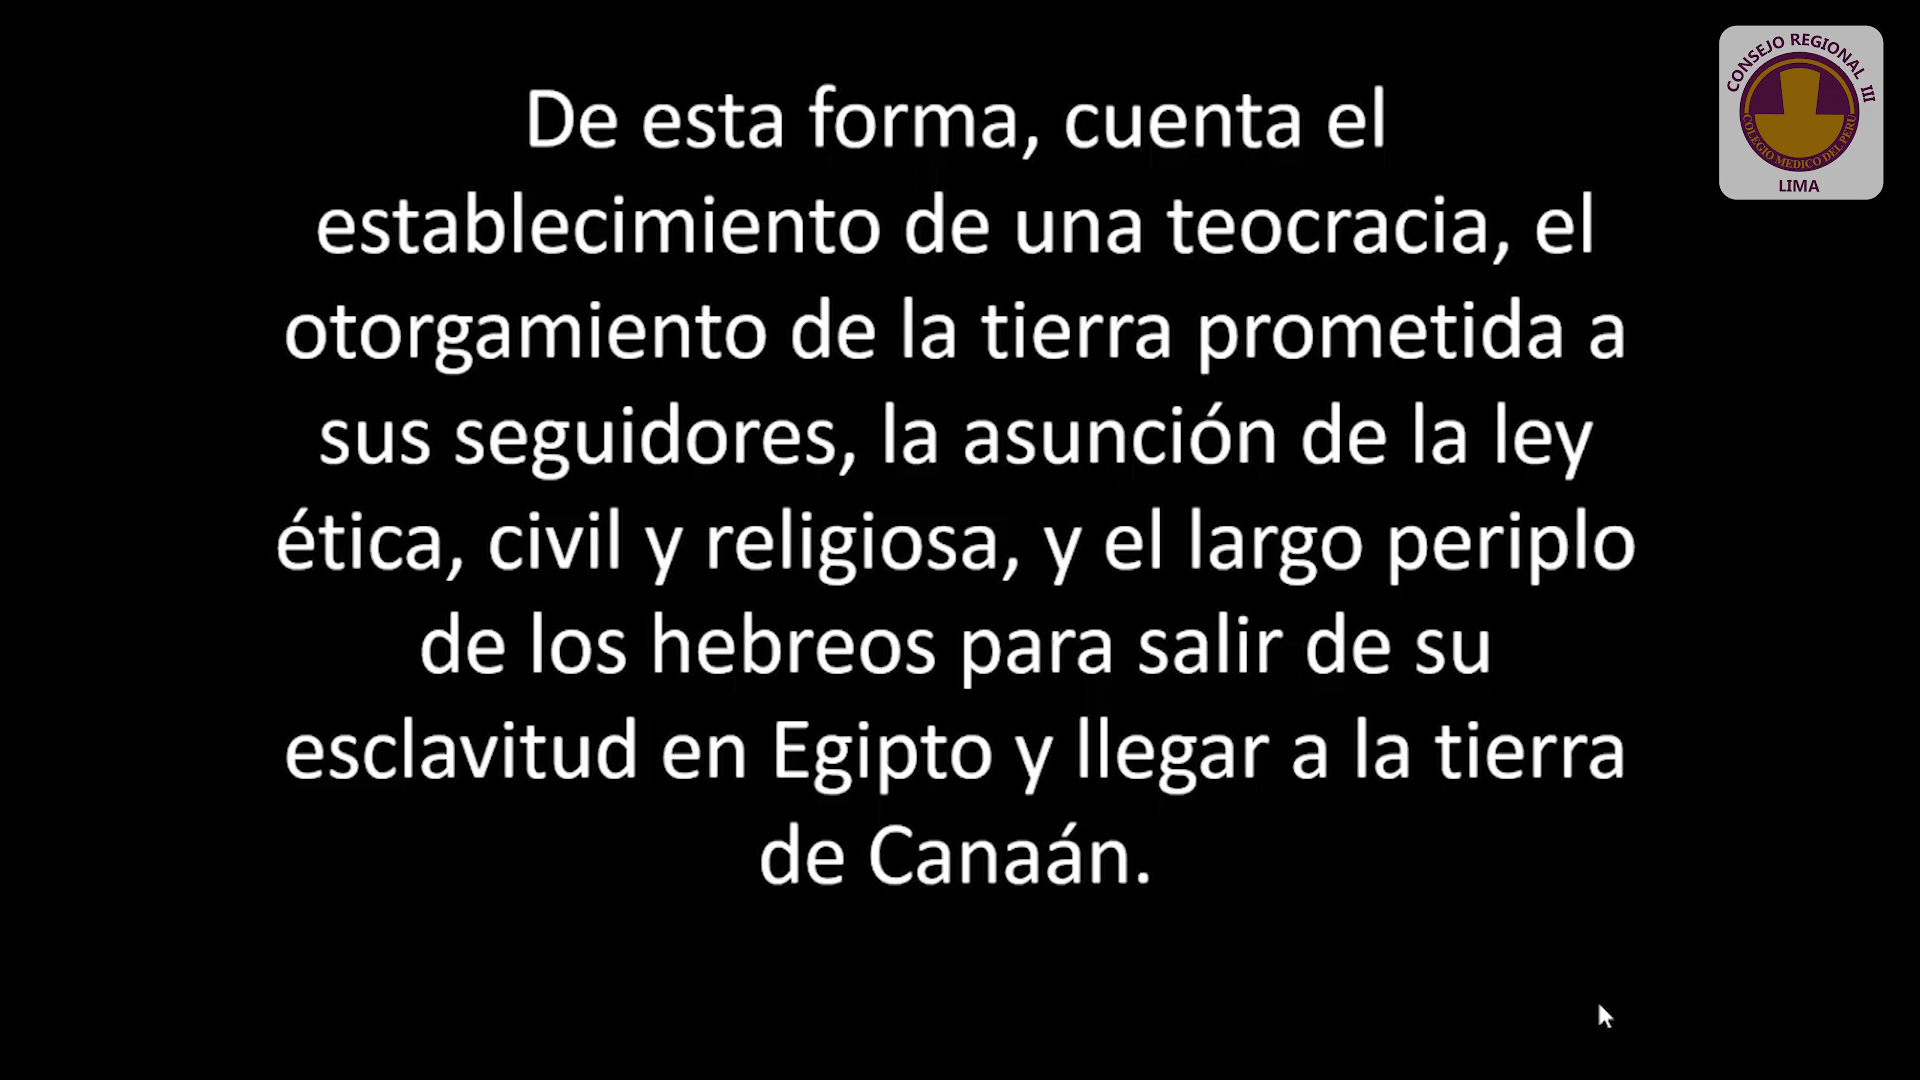 De esta forma, cuenta el
establecimiento de una teocracia, el
otorgamiento de la tierra prometida a
sus seguidores, la asunción de la ley
ética, civil y religiosa, y el largo periplo
de los hebreos para salir de su
esclavitud en Egipto y llegar a la tierra
de Canaán.
CONSEJO REGIONAL III
COLEGIO MEDICO DEL PERU
LIMA